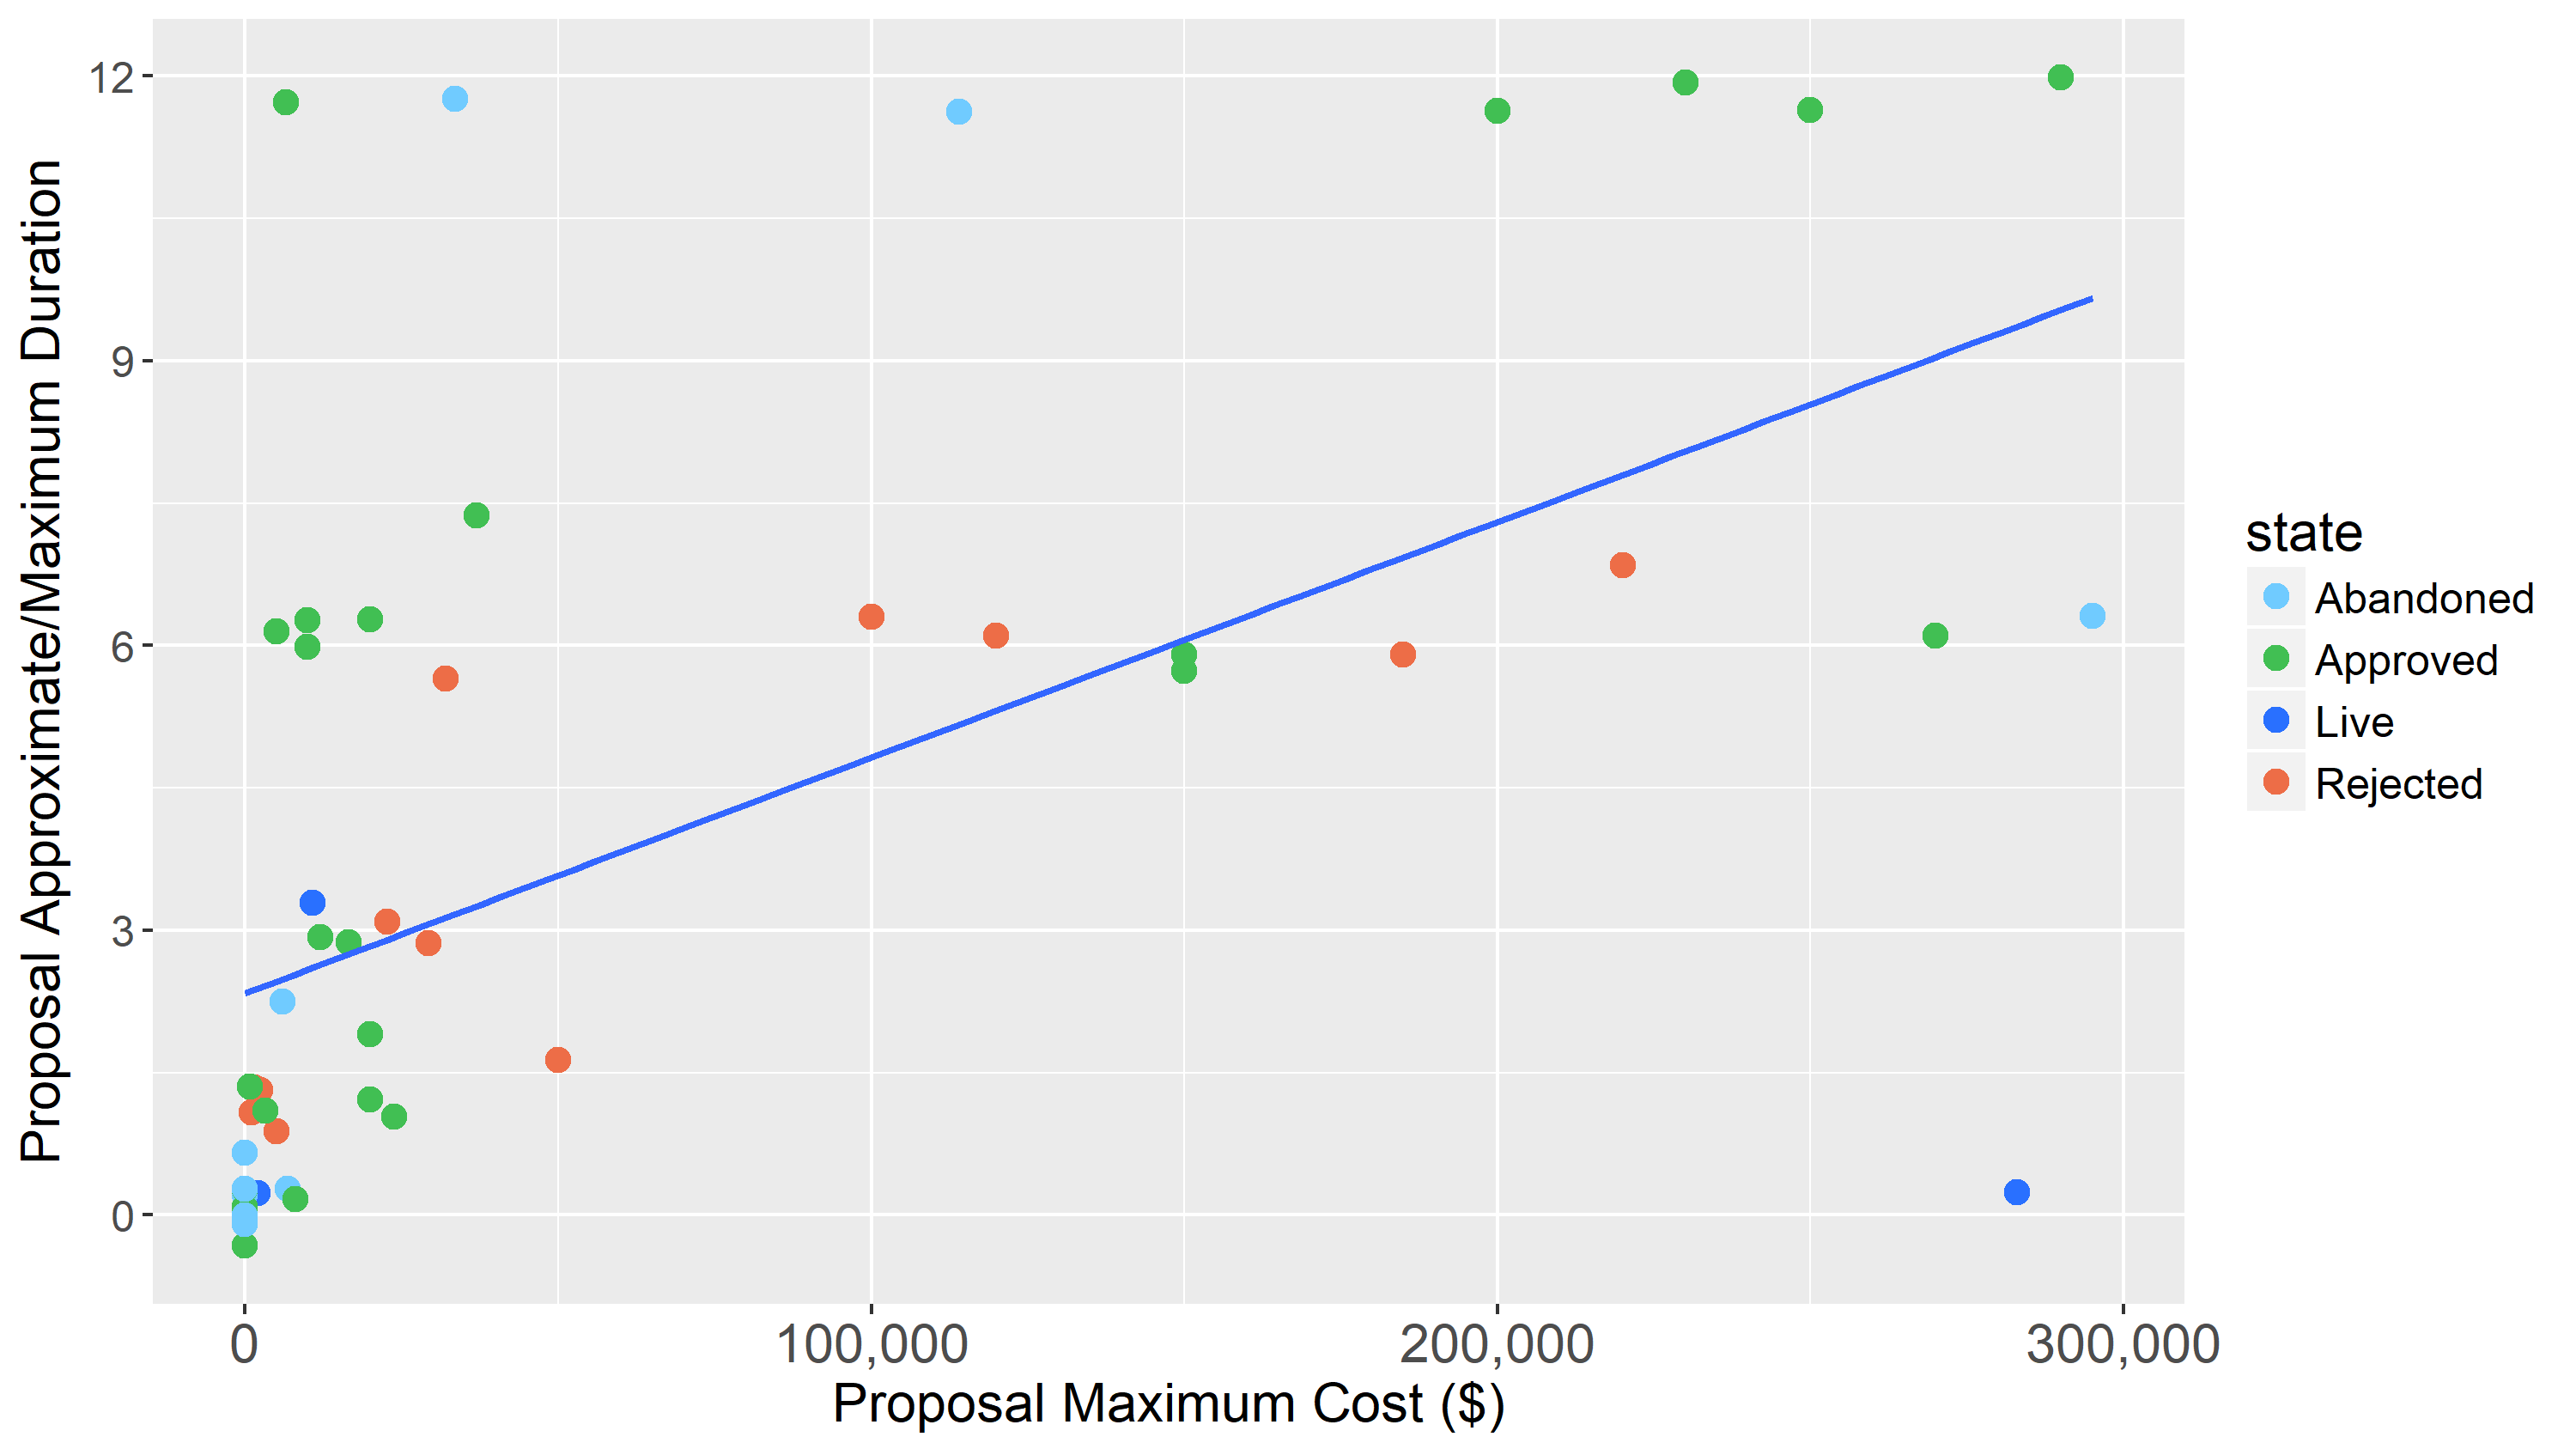 12
9
6
3
0
Proposal Approximate/Maximum Duration
0
100,000
200,000
300,000
Proposal Maximum Cost ($)
state
Abandoned
Approved
Live
Rejected